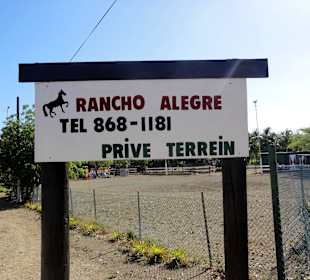 RANCHO ALEGRE
TEL 868-1181
PRIVE TERREIN